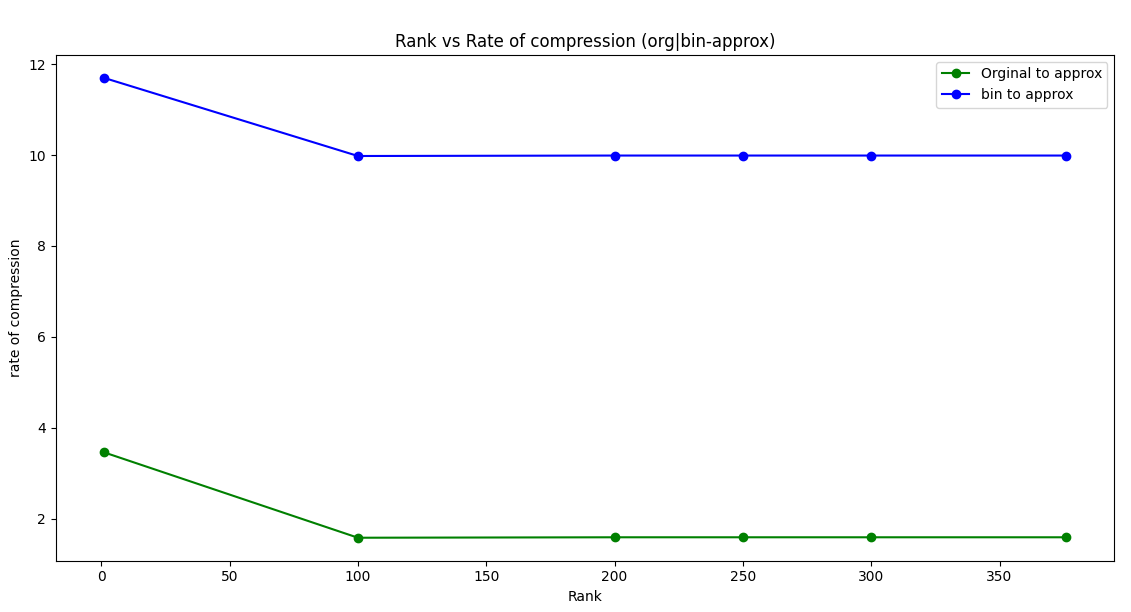 Rank vs Rate of compression (org|bin-approx)
Orginal to approx
bin to approx
rate of compression
12
10
8
6
4
2
0 50 100 150 200 250 300 350
Rank